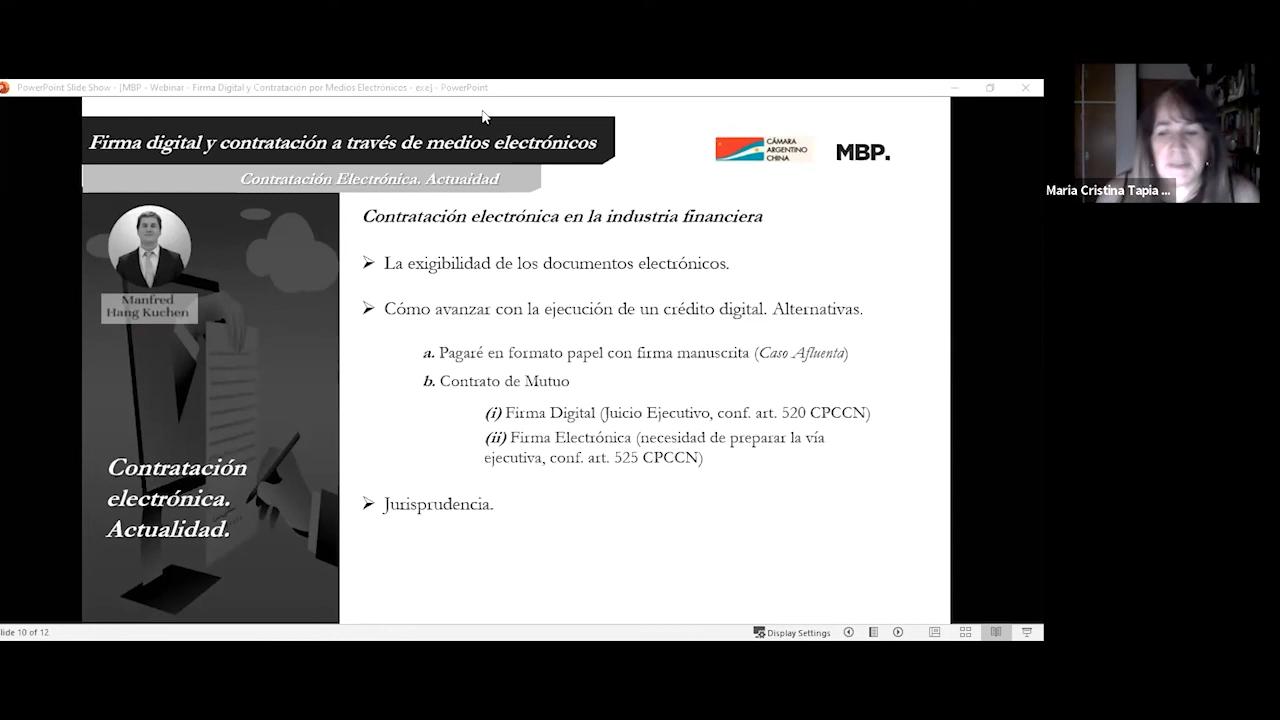 PowerPoint Slide Show - [MBP - Webinar - Firma Digital y Contratación por Medios Electrónicos - exe] - PowerPoint
Firma digital y contratación a través de medios electrónicos
Contratación Electrónica. Actuaidad
CÁMARA
ARGENTINO
CHINA
MBP.
Maria Cristina Tapia ...
Manfred
Hang Kuchen
Contratación
electrónica.
Actualidad.
Contratación electrónica en la industria financiera
➢ La exigibilidad de los documentos electrónicos.
➢ Cómo avanzar con la ejecución de un crédito digital. Alternativas.
a. Pagaré en formato papel con firma manuscrita (Caso Afluenta)
b. Contrato de Mutuo
(i) Firma Digital (Juicio Ejecutivo, conf. art. 520 CPCCN)
(ii) Firma Electrónica (necesidad de preparar la vía
ejecutiva, conf. art. 525 CPCCN)
➢ Jurisprudencia.
lide 10 of 12
Display Settings